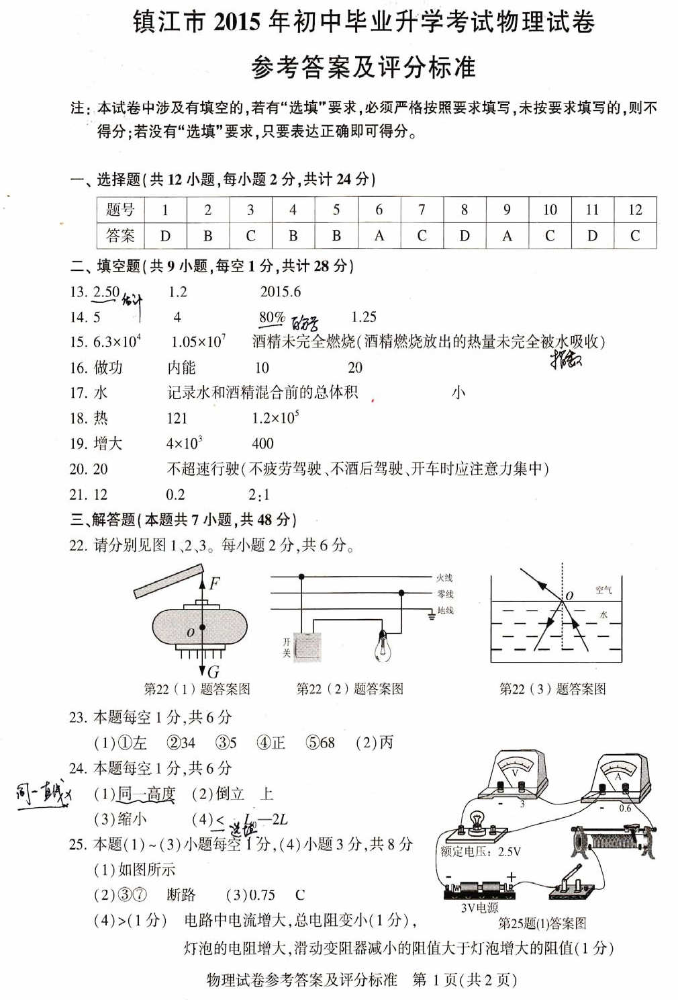 镇江市 2015 年初中毕业升学考试物理试卷
参考答案及评分标准
注：本试卷中涉及有填空的，若有“选填”要求，必须严格按照要求填写，未按要求填写的，则不
得分；若没有“选填”要求，只要表达正确即可得分。
一、选择题(共 12 小题，每小题 2 分，共计 24 分)
题号 1 2 3 4 5 6 7 8 9 10 11 12
答案 D B C B B A C D A C D C
二、填空题(共 9 小题，每空 1 分，共计 28 分)
13. 2.50 估计 1.2 2015.6
14. 5 4 80% 百分号 1.25
15. 6.3×10⁴ 1.05×10⁷ 酒精未完全燃烧(酒精燃烧放出的热量未完全被水吸收)
16. 做功 内能 10 20
17. 水 记录水和酒精混合前的总体积 小
18. 热 121 1.2×10⁵
19. 增大 4×10³ 400
20. 20 不超速行驶(不疲劳驾驶、不酒后驾驶、开车时应注意力集中)
21. 12 0.2 2:1
三、解答题(本题共 7 小题，共 48 分)
22. 请分别见图 1、2、3。每小题 2 分，共 6 分。
F
O
G
火线
零线
地线
开关
O
空气
水
第22（1）题答案图 第22（2）题答案图 第22（3）题答案图
23. 本题每空 1 分，共 6 分
(1)①左 ②34 ③5 ④正 ⑤68 (2)丙
24. 本题每空 1 分，共 6 分
同一直线×
(1)同一高度 (2)倒立 上
(3)缩小 (4)< L₀—2L
选填
25. 本题(1)~(3)小题每空 1 分，(4)小题 3 分，共 8 分
(1)如图所示
(2)③⑦ 断路 (3)0.75 C
(4)>(1 分) 电路中电流增大，总电阻变小(1 分)，
灯泡的电阻增大，滑动变阻器减小的阻值大于灯泡增大的阻值(1 分)
V
- 3
A
- 0.6
额定电压：2.5V
- +
3V电源
第25题(1)答案图
物理试卷参考答案及评分标准 第 1 页(共 2 页)